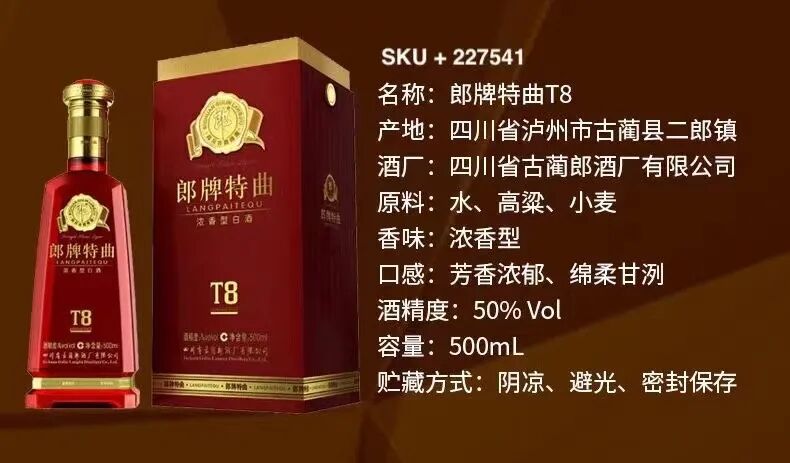 SKU + 227541
名称：郎牌特曲T8
产地：四川省泸州市古蔺县二郎镇
酒厂：四川省古蔺郎酒厂有限公司
原料：水、高粱、小麦
香味：浓香型
口感：芳香浓郁、绵柔甘洌
酒精度：50% Vol
容量：500mL
贮藏方式：阴凉、避光、密封保存
郎牌特曲
LANGPAITEQU
浓香型白酒
T8
郎牌特曲
LANGPAITEQU
浓香型白酒
T8